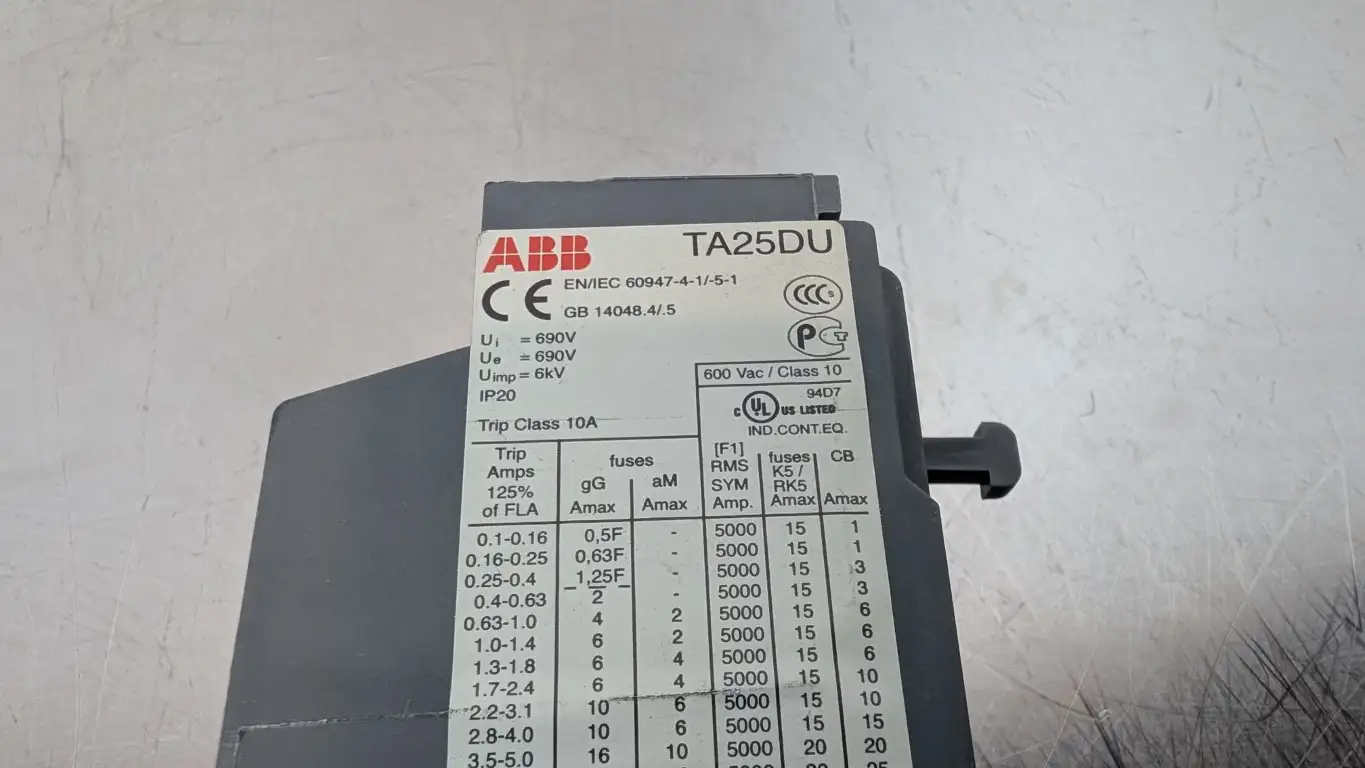 ABB TA25DU
CE EN/IEC 60947-4-1/-5-1
GB 14048.4/.5
CCC S
Ui = 690V
Ue = 690V
Uimp = 6kV
IP20
600 Vac / Class 10
94D7
c UL US LISTED
IND.CONT.EQ.
Trip Class 10A
Trip Amps 125% of FLA | fuses gG Amax | fuses aM Amax | [F1] RMS SYM Amp. | fuses K5 / RK5 Amax | CB Amax
0.1-0.16 0,5F - 5000 15 1
0.16-0.25 0,63F - 5000 15 1
0.25-0.4 1,25F - 5000 15 3
0.4-0.63 2 - 5000 15 3
0.63-1.0 4 2 5000 15 6
1.0-1.4 6 2 5000 15 6
1.3-1.8 6 4 5000 15 6
1.7-2.4 6 4 5000 15 10
2.2-3.1 10 6 5000 15 10
2.8-4.0 10 6 5000 15 15
3.5-5.0 16 10 5000 20 20